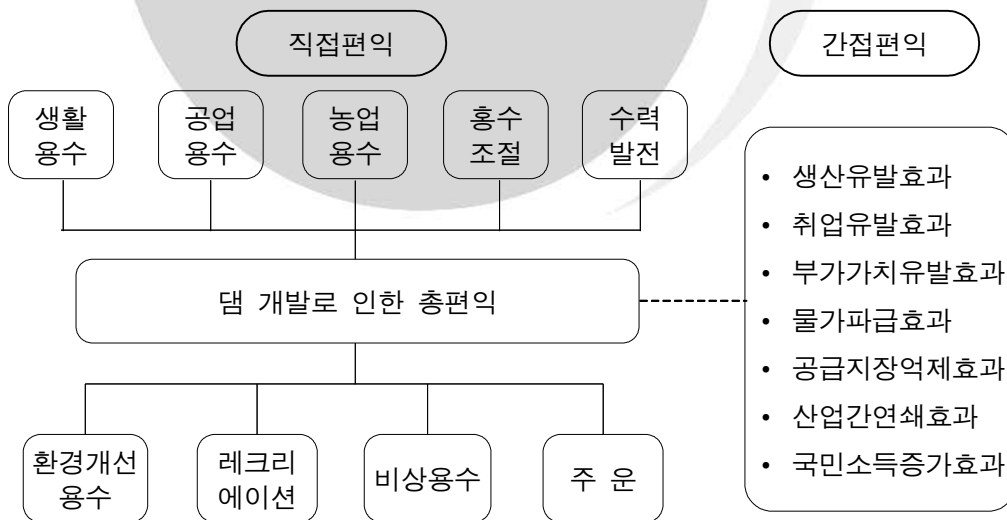 직접편익
간접편익
생활
용수
공업
용수
농업
용수
홍수
조절
수력
발전
댐 개발로 인한 총편익
환경개선
용수
레크리
에이션
비상용수
주 운
• 생산유발효과
• 취업유발효과
• 부가가치유발효과
• 물가파급효과
• 공급지장억제효과
• 산업간연쇄효과
• 국민소득증가효과